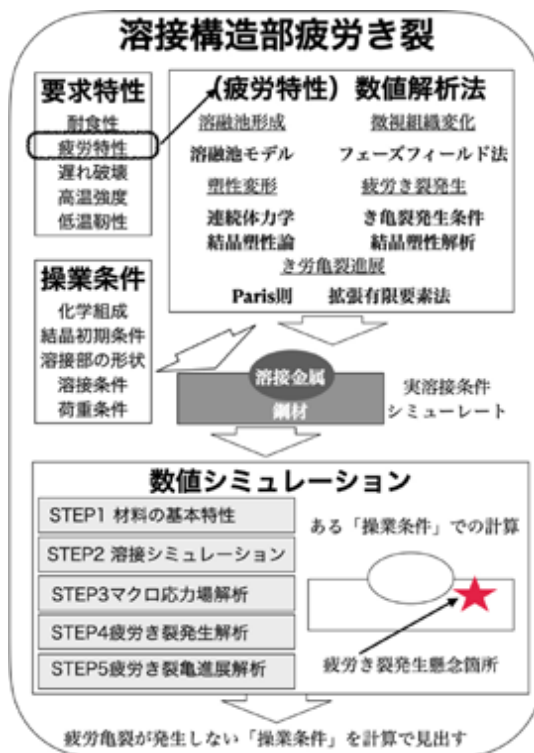 溶接構造部疲労き裂
要求特性
耐食性
疲労特性
遅れ破壊
高温強度
低温靭性
(疲労特性)数値解析法
溶融池形成
微視組織変化
溶融池モデル
フェーズフィールド法
塑性変形
疲労き裂発生
連続体力学
き亀裂発生条件
結晶塑性論
結晶塑性解析
き労亀裂進展
Paris則
拡張有限要素法
操業条件
化学組成
結晶初期条件
溶接部の形状
溶接条件
荷重条件
溶接金属
鋼材
実溶接条件
シミューレート
数値シミュレーション
STEP1 材料の基本特性
STEP2 溶接シミュレーション
STEP3マクロ応力場解析
STEP4疲労き裂発生解析
STEP5疲労き裂亀進展解析
ある「操業条件」での計算
疲労き裂発生懸念箇所
疲労亀裂が発生しない「操業条件」を計算で見出す